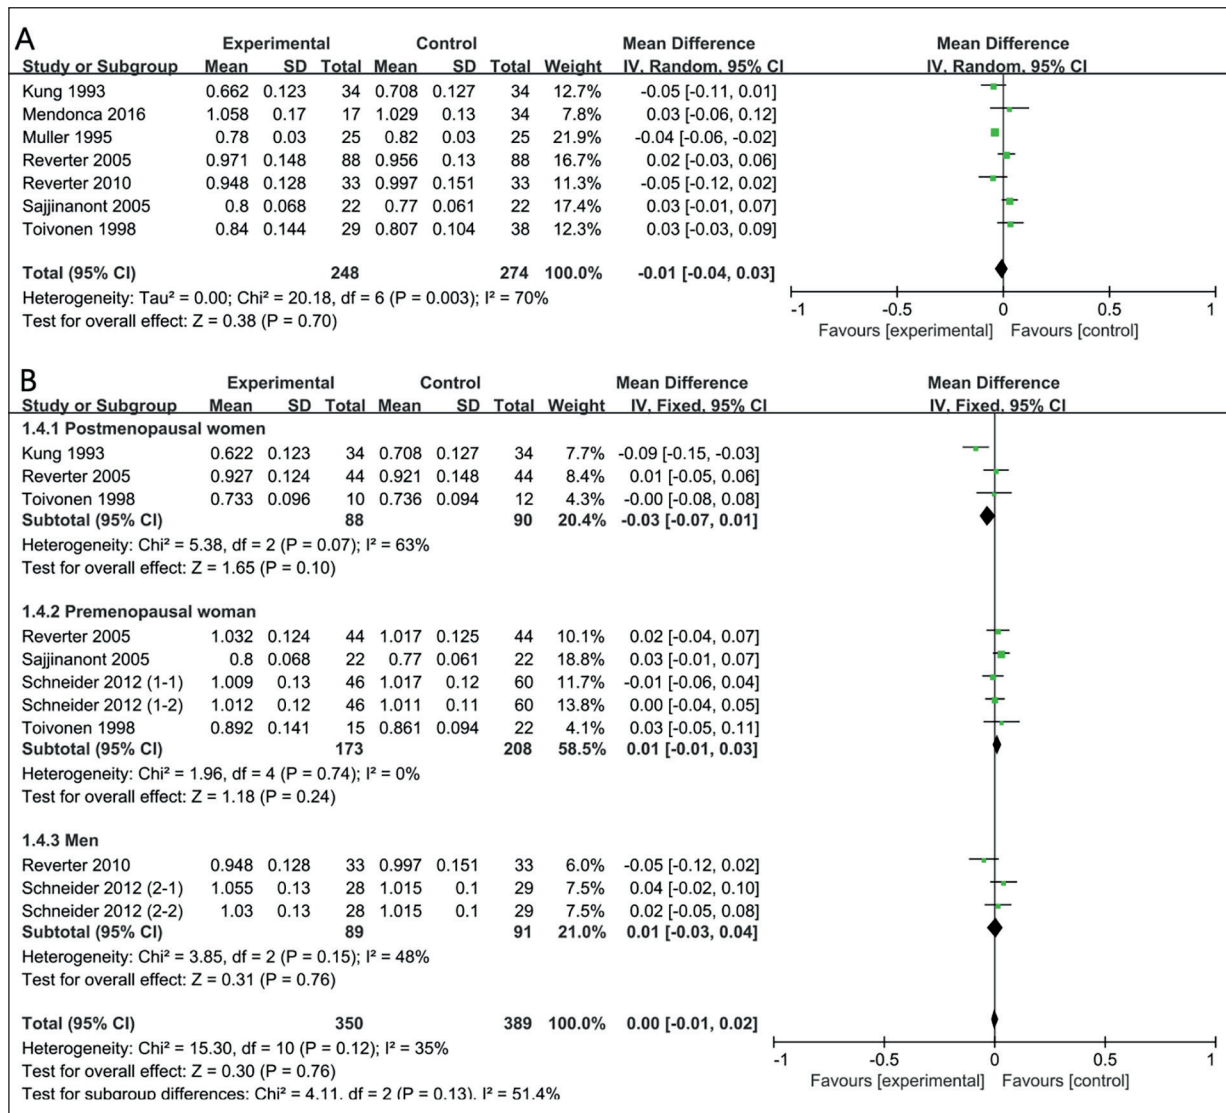 A
Experimental Control Mean Difference Mean Difference
Study or Subgroup Mean SD Total Mean SD Total Weight IV, Random, 95% CI IV, Random, 95% CI
Kung 1993 0.662 0.123 34 0.708 0.127 34 12.7% -0.05 [-0.11, 0.01]
Mendonca 2016 1.058 0.17 17 1.029 0.13 34 7.8% 0.03 [-0.06, 0.12]
Muller 1995 0.78 0.03 25 0.82 0.03 25 21.9% -0.04 [-0.06, -0.02]
Reverter 2005 0.971 0.148 88 0.956 0.13 88 16.7% 0.02 [-0.03, 0.06]
Reverter 2010 0.948 0.128 33 0.997 0.151 33 11.3% -0.05 [-0.12, 0.02]
Sajjinanont 2005 0.8 0.068 22 0.77 0.061 22 17.4% 0.03 [-0.01, 0.07]
Toivonen 1998 0.84 0.144 29 0.807 0.104 38 12.3% 0.03 [-0.03, 0.09]
Total (95% CI) 248 274 100.0% -0.01 [-0.04, 0.03]
Heterogeneity: Tau² = 0.00; Chi² = 20.18, df = 6 (P = 0.003); I² = 70%
Test for overall effect: Z = 0.38 (P = 0.70)
-1 -0.5 0 0.5 1
Favours [experimental] Favours [control]
B
Experimental Control Mean Difference Mean Difference
Study or Subgroup Mean SD Total Mean SD Total Weight IV, Fixed, 95% CI IV, Fixed, 95% CI
1.4.1 Postmenopausal women
Kung 1993 0.622 0.123 34 0.708 0.127 34 7.7% -0.09 [-0.15, -0.03]
Reverter 2005 0.927 0.124 44 0.921 0.148 44 8.4% 0.01 [-0.05, 0.06]
Toivonen 1998 0.733 0.096 10 0.736 0.094 12 4.3% -0.00 [-0.08, 0.08]
Subtotal (95% CI) 88 90 20.4% -0.03 [-0.07, 0.01]
Heterogeneity: Chi² = 5.38, df = 2 (P = 0.07); I² = 63%
Test for overall effect: Z = 1.65 (P = 0.10)
1.4.2 Premenopausal woman
Reverter 2005 1.032 0.124 44 1.017 0.125 44 10.1% 0.02 [-0.04, 0.07]
Sajjinanont 2005 0.8 0.068 22 0.77 0.061 22 18.8% 0.03 [-0.01, 0.07]
Schneider 2012 (1-1) 1.009 0.13 46 1.017 0.12 60 11.7% -0.01 [-0.06, 0.04]
Schneider 2012 (1-2) 1.012 0.12 46 1.011 0.11 60 13.8% 0.00 [-0.04, 0.05]
Toivonen 1998 0.892 0.141 15 0.861 0.094 22 4.1% 0.03 [-0.05, 0.11]
Subtotal (95% CI) 173 208 58.5% 0.01 [-0.01, 0.03]
Heterogeneity: Chi² = 1.96, df = 4 (P = 0.74); I² = 0%
Test for overall effect: Z = 1.18 (P = 0.24)
1.4.3 Men
Reverter 2010 0.948 0.128 33 0.997 0.151 33 6.0% -0.05 [-0.12, 0.02]
Schneider 2012 (2-1) 1.055 0.13 28 1.015 0.1 29 7.5% 0.04 [-0.02, 0.10]
Schneider 2012 (2-2) 1.03 0.13 28 1.015 0.1 29 7.5% 0.02 [-0.05, 0.08]
Subtotal (95% CI) 89 91 21.0% 0.01 [-0.03, 0.04]
Heterogeneity: Chi² = 3.85, df = 2 (P = 0.15); I² = 48%
Test for overall effect: Z = 0.31 (P = 0.76)
Total (95% CI) 350 389 100.0% 0.00 [-0.01, 0.02]
Heterogeneity: Chi² = 15.30, df = 10 (P = 0.12); I² = 35%
Test for overall effect: Z = 0.30 (P = 0.76)
Test for subgroup differences: Chi² = 4.11, df = 2 (P = 0.13), I² = 51.4%
-1 -0.5 0 0.5 1
Favours [experimental] Favours [control]